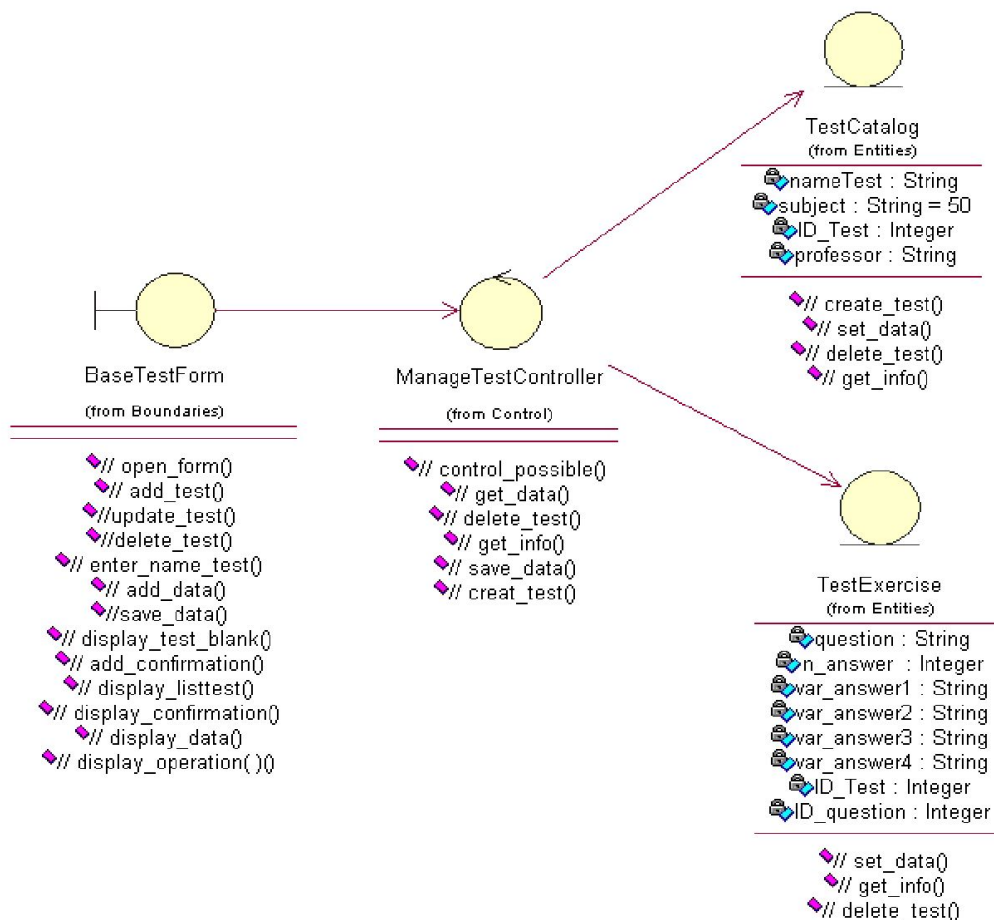 TestCatalog
(from Entities)
nameTest : String
subject : String = 50
ID_Test : Integer
professor : String
// create_test()
// set_data()
// delete_test()
// get_info()
BaseTestForm
(from Boundaries)
// open_form()
// add_test()
//update_test()
//delete_test()
// enter_name_test()
// add_data()
//save_data()
// display_test_blank()
// add_confirmation()
// display_listtest()
// display_confirmation()
// display_data()
// display_operation( )()
ManageTestController
(from Control)
// control_possible()
// get_data()
// delete_test()
// get_info()
// save_data()
// creat_test()
TestExercise
(from Entities)
question : String
n_answer : Integer
var_answer1 : String
var_answer2 : String
var_answer3 : String
var_answer4 : String
ID_Test : Integer
ID_question : Integer
// set_data()
// get_info()
// delete_test()